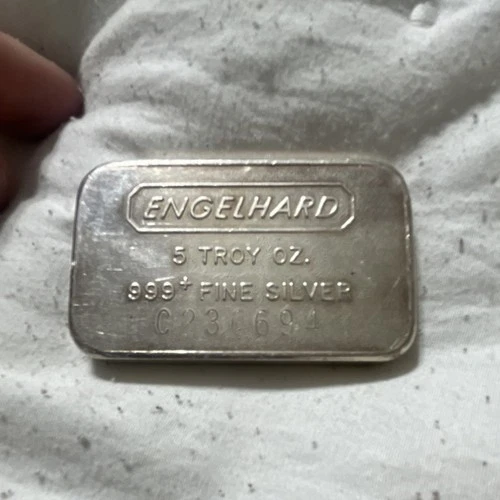 ENGELHARD
5 TROY OZ.
999+ FINE SILVER